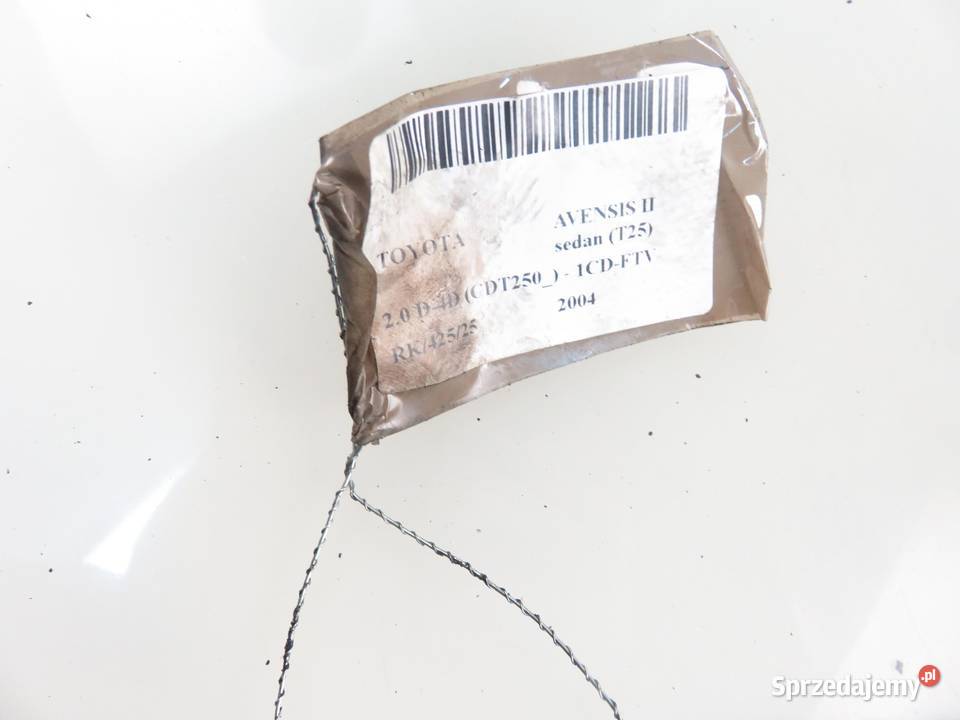 AVENSIS II
TOYOTA sedan (T25)
2.0 D-4D (CDT250_) - 1CD-FTV
RK/425/25 2004
Sprzedajemy.pl